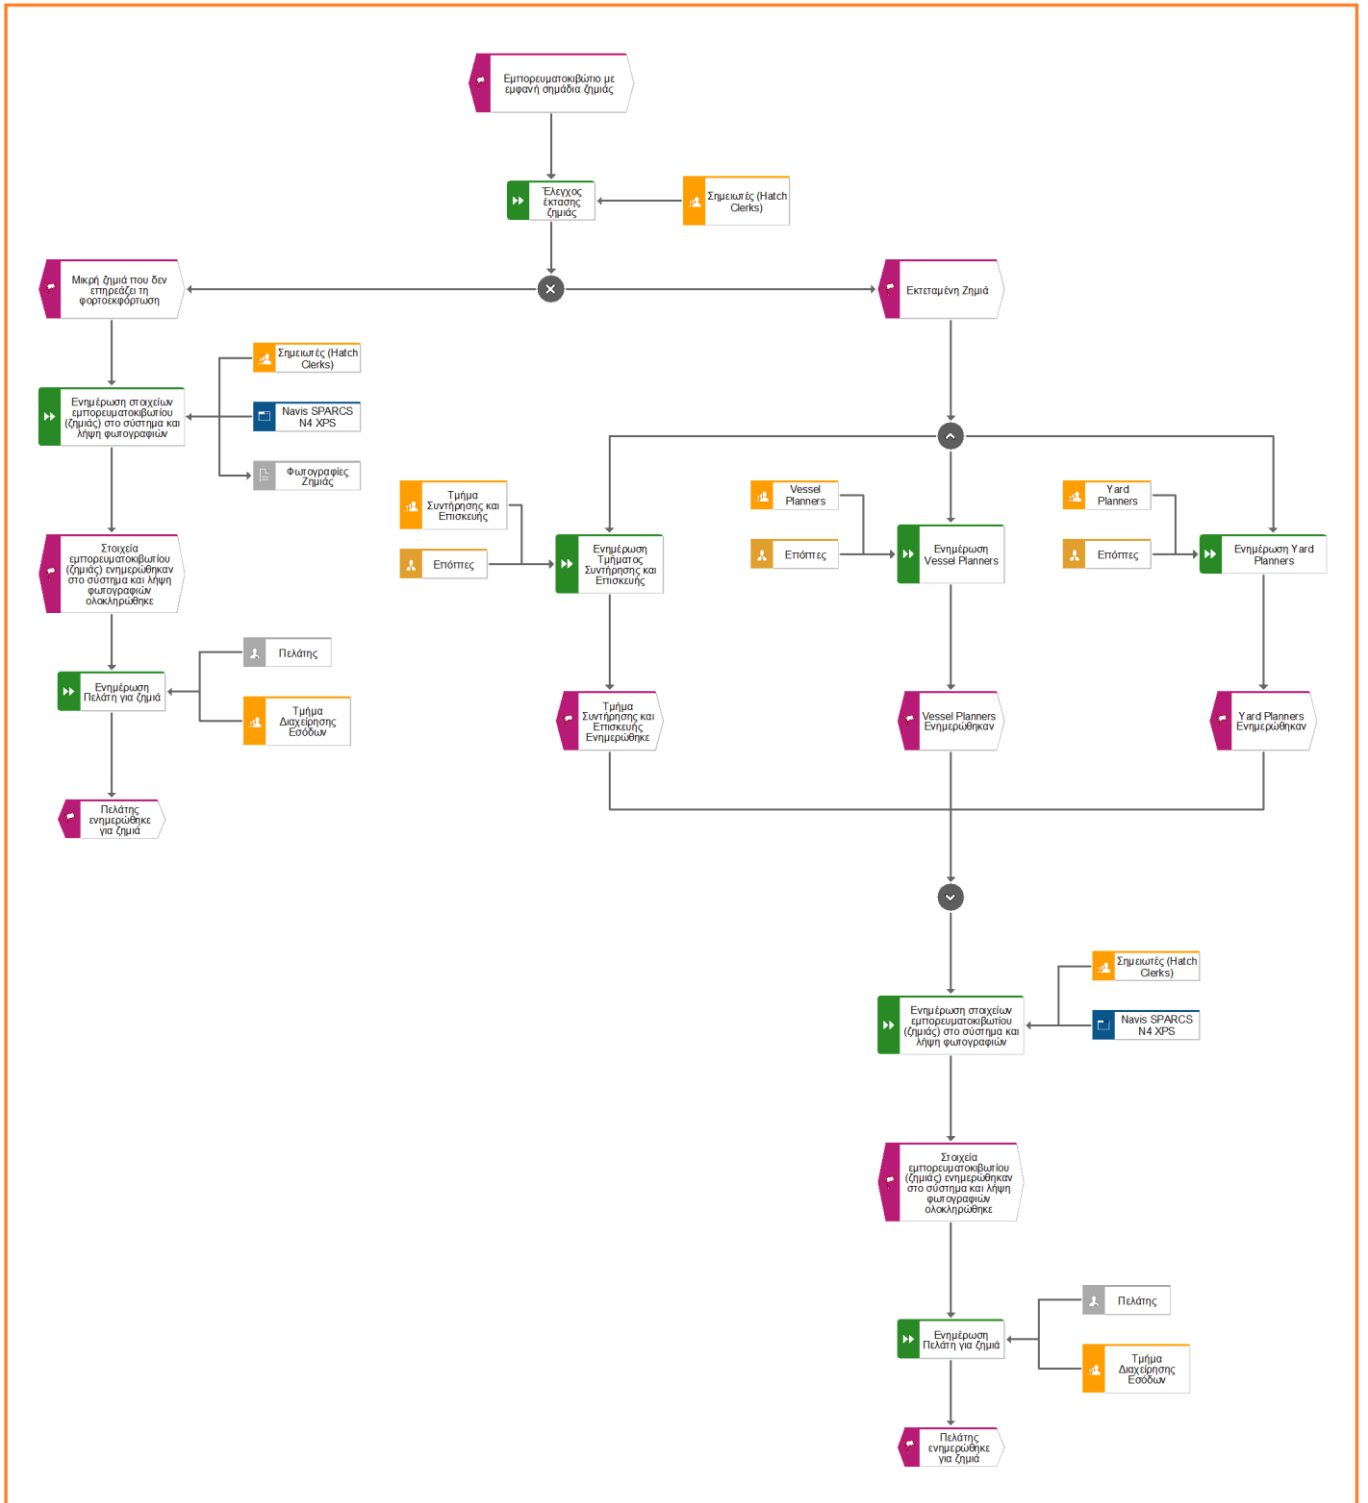 Εμπορευματοκιβώτιο με
εμφανή σημάδια ζημιάς
Έλεγχος
έκτασης
ζημιάς
Σημειωτές (Hatch
Clerks)
Μικρή ζημιά που δεν
επηρεάζει τη
φορτοεκφόρτωση
Εκτεταμένη Ζημιά
Σημειωτές (Hatch
Clerks)
Ενημέρωση στοιχείων
εμπορευματοκιβωτίου
(ζημιάς) στο σύστημα και
λήψη φωτογραφιών
Navis SPARCS
N4 XPS
Φωτογραφίες
Ζημιάς
Τμήμα
Συντήρησης και
Επισκευής
Επόπτες
Ενημέρωση
Τμήματος
Συντήρησης και
Επισκευής
Vessel
Planners
Επόπτες
Ενημέρωση
Vessel Planners
Yard
Planners
Επόπτες
Ενημέρωση Yard
Planners
Στοιχεία
εμπορευματοκιβωτίου
(ζημιάς) ενημερώθηκαν
στο σύστημα και λήψη
φωτογραφιών
ολοκληρώθηκε
Πελάτης
Ενημέρωση
Πελάτη για ζημιά
Τμήμα
Διαχείρησης
Εσόδων
Τμήμα
Συντήρησης και
Επισκευής
Ενημερώθηκε
Vessel Planners
Ενημερώθηκαν
Yard Planners
Ενημερώθηκαν
Πελάτης
ενημερώθηκε
για ζημιά
Σημειωτές (Hatch
Clerks)
Ενημέρωση στοιχείων
εμπορευματοκιβωτίου
(ζημιάς) στο σύστημα και
λήψη φωτογραφιών
Navis SPARCS
N4 XPS
Στοιχεία
εμπορευματοκιβωτίου
(ζημιάς) ενημερώθηκαν
στο σύστημα και λήψη
φωτογραφιών
ολοκληρώθηκε
Πελάτης
Ενημέρωση
Πελάτη για ζημιά
Τμήμα
Διαχείρησης
Εσόδων
Πελάτης
ενημερώθηκε
για ζημιά